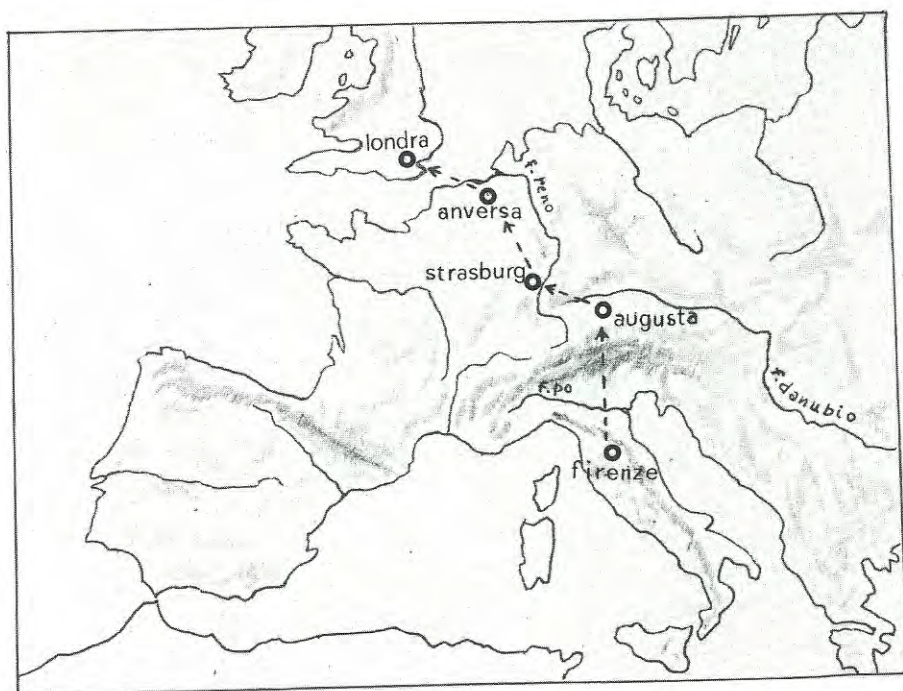 londra
f. reno
anversa
strasburg
augusta
f. po
f. danubio
firenze